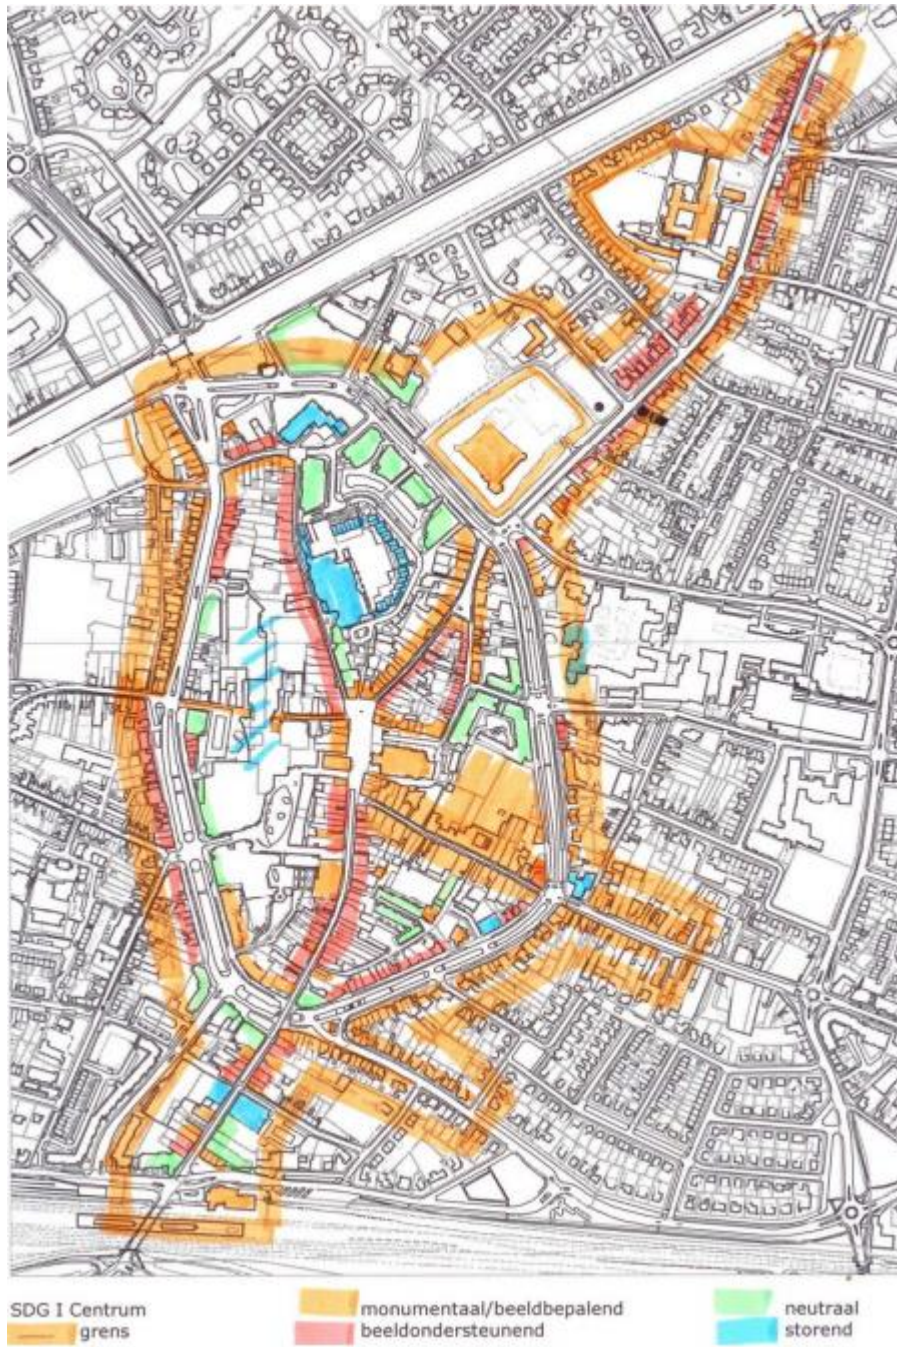 SDG I Centrum
grens
monumentaal/beeldbepalend
beeldondersteunend
neutraal
storend